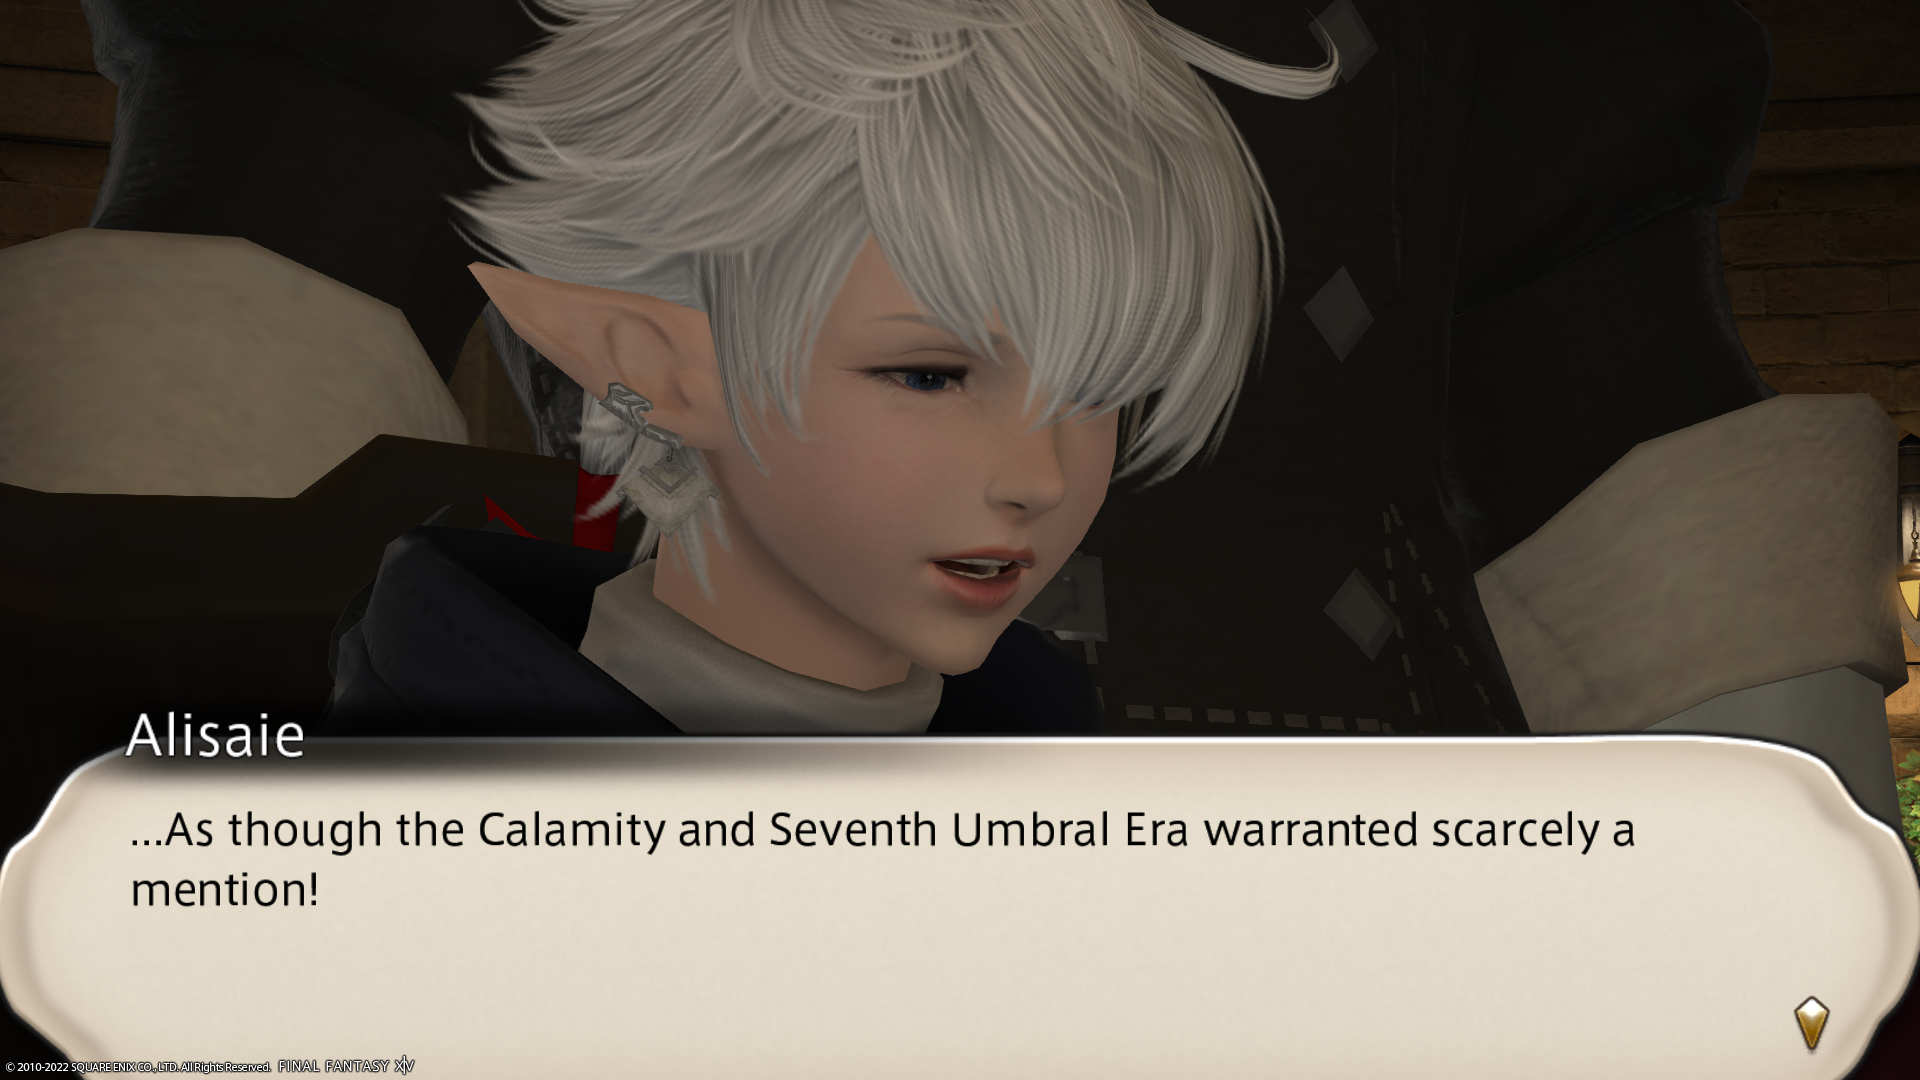 Alisaie
...As though the Calamity and Seventh Umbral Era warranted scarcely a
mention!
© 2010-2022 SQUARE ENIX CO., LTD. All Rights Reserved. FINAL FANTASY XIV